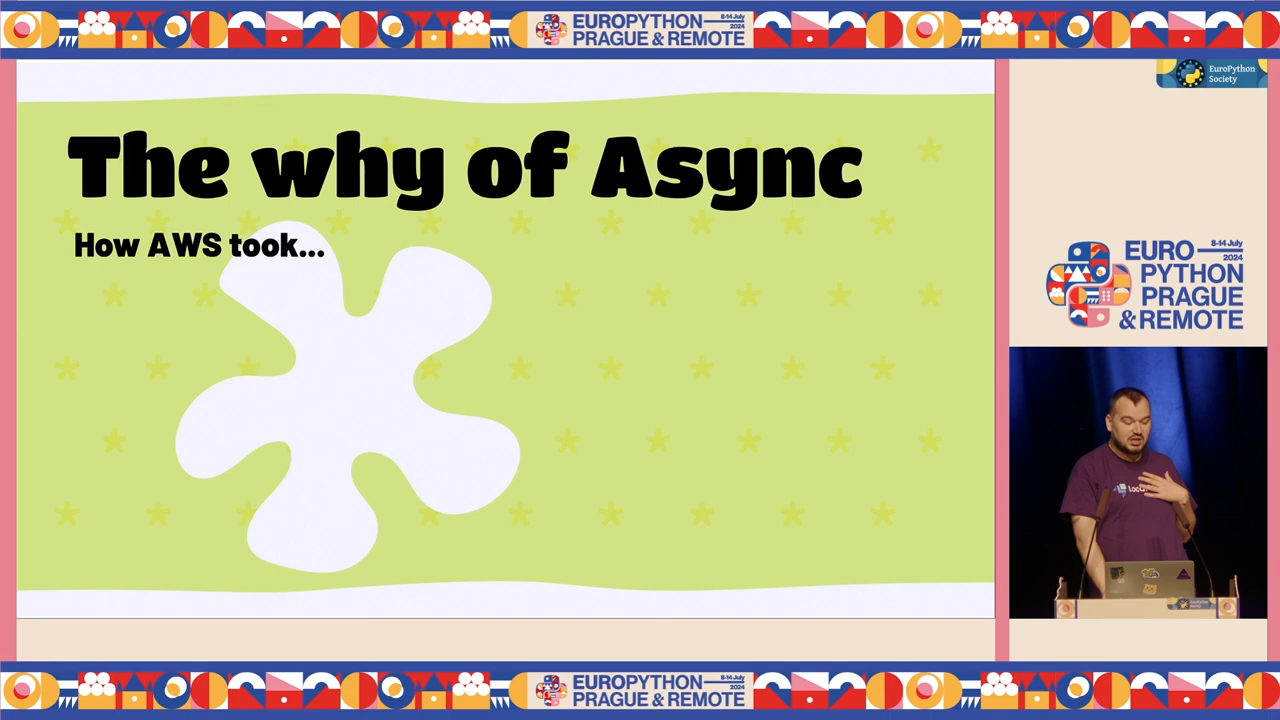 EUROPYTHON
8-14 July
2024
PRAGUE & REMOTE
EuroPython
Society
The why of Async
How AWS took...
EURO
8-14 July
2024
PYTHON
PRAGUE
& REMOTE
EUROPYTHON
8-14 July
2024
PRAGUE & REMOTE